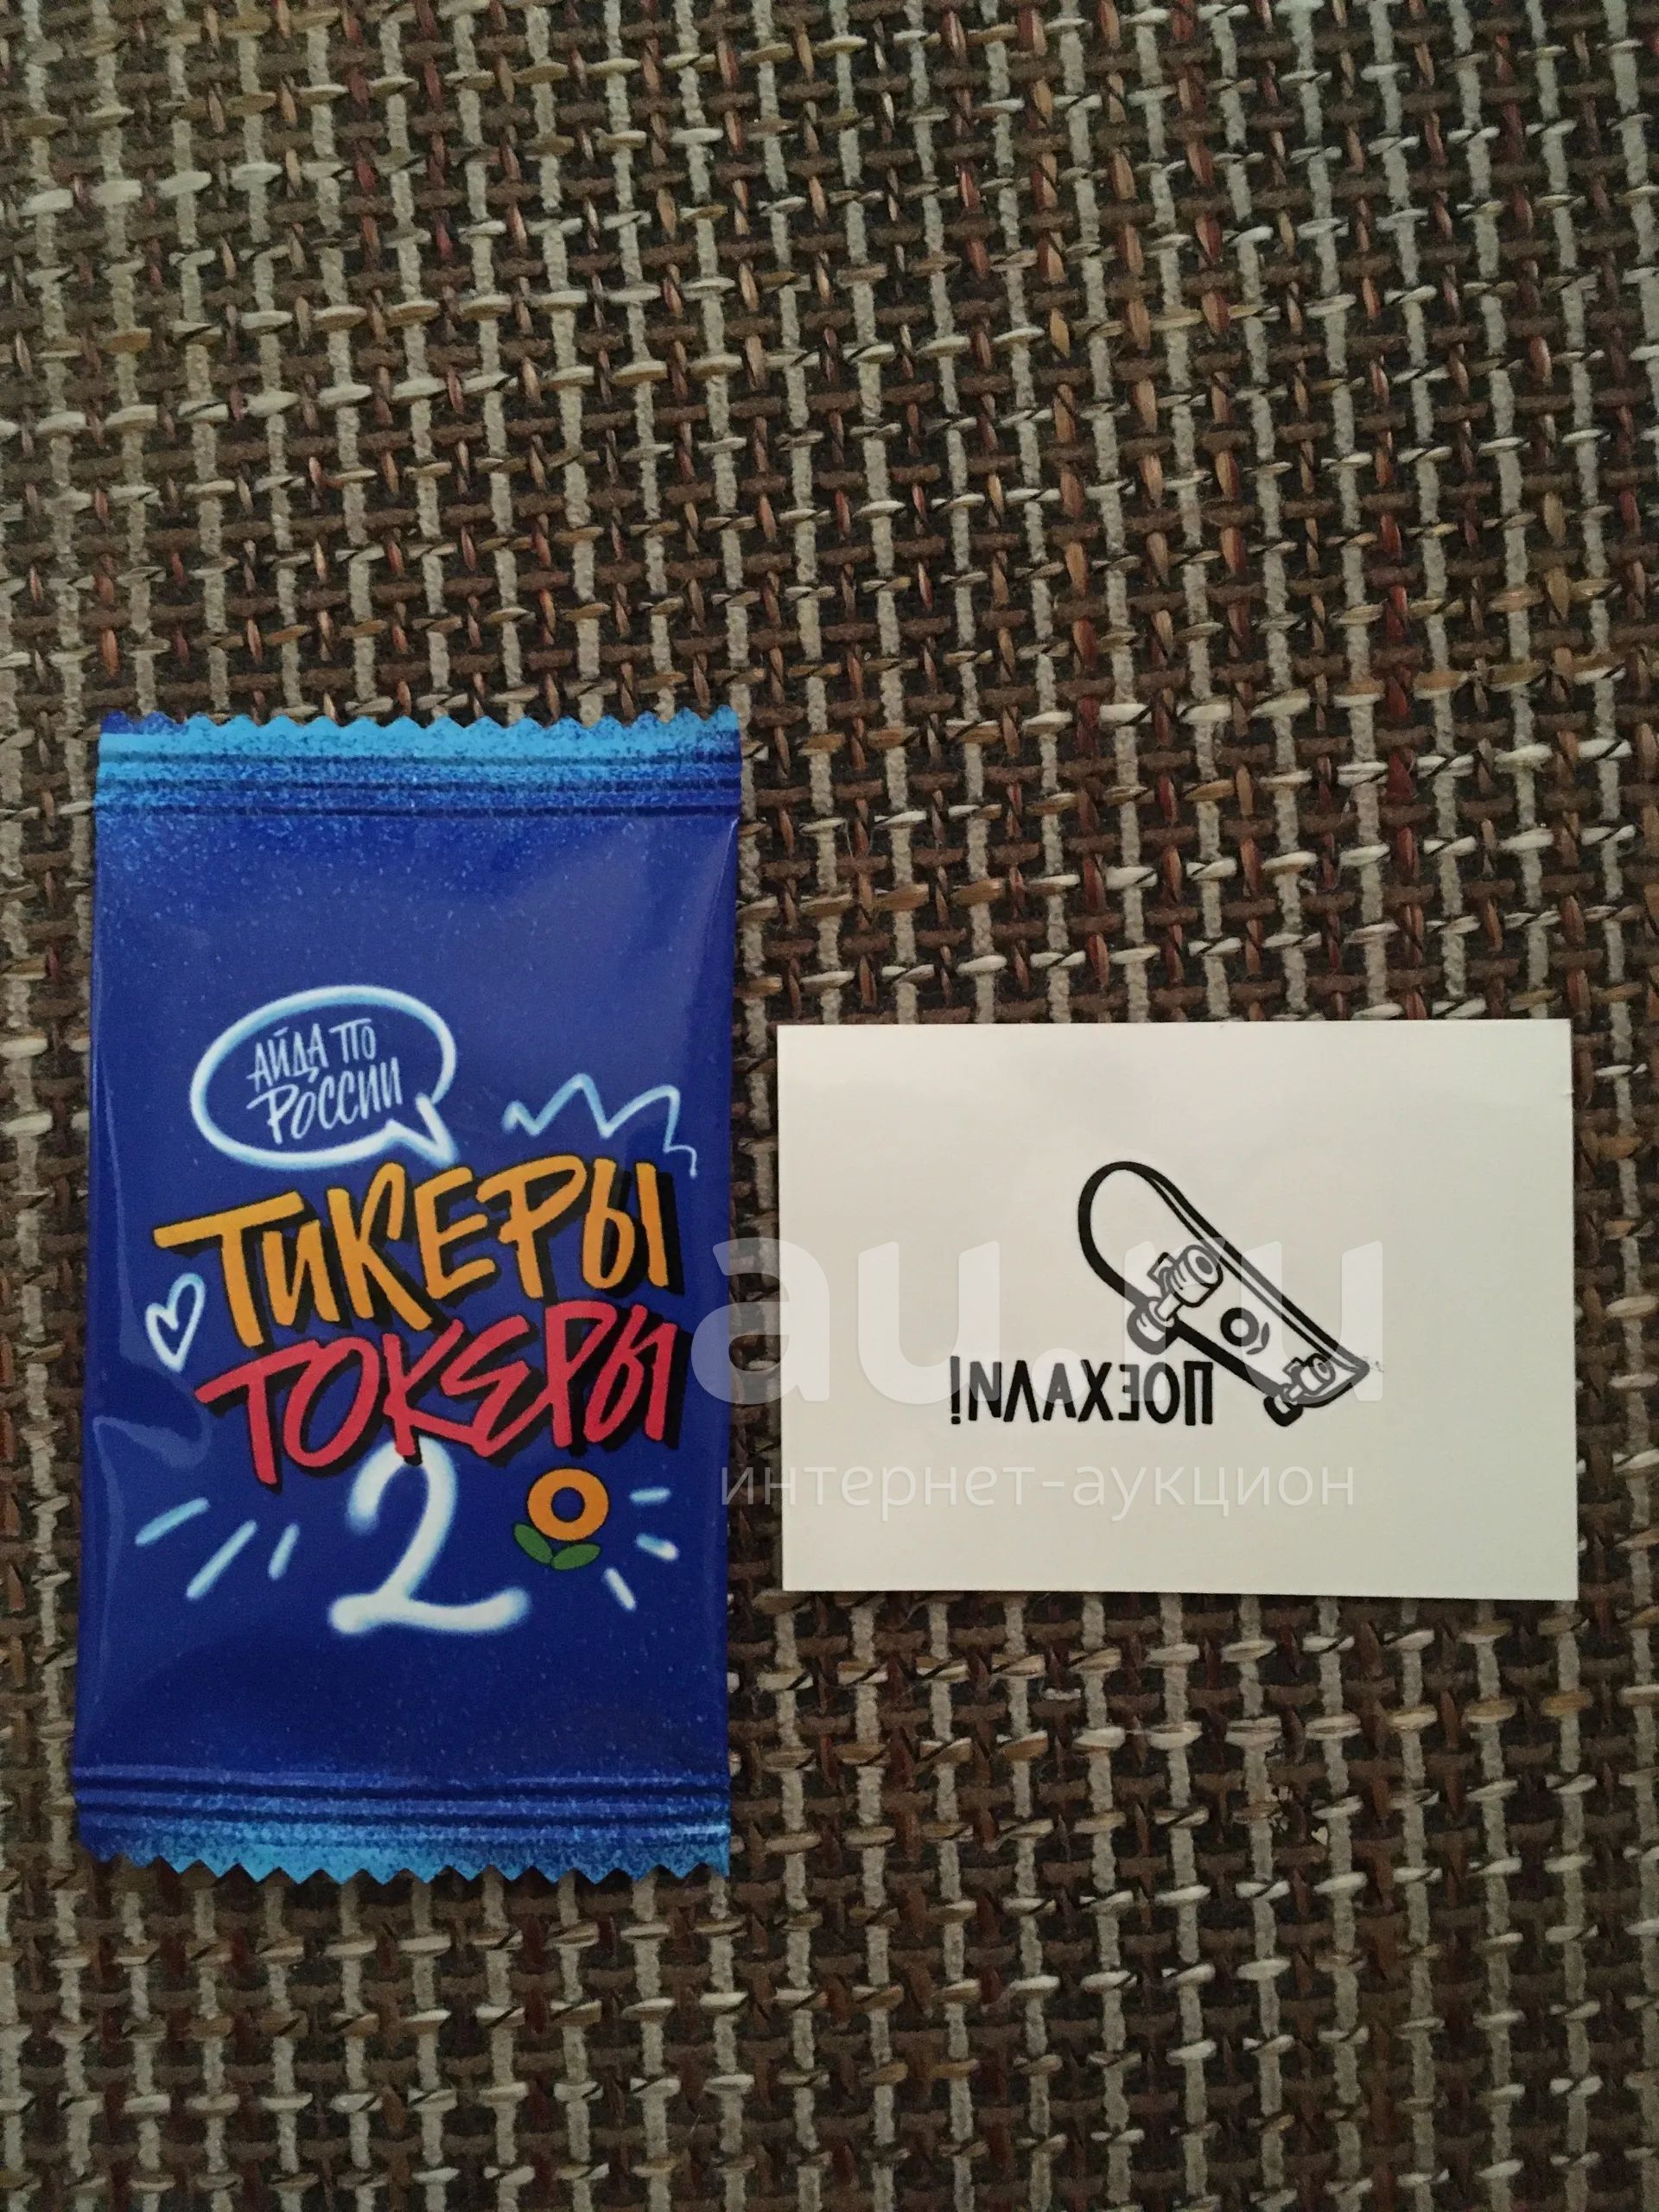 АЙДА ПО
РОССИИ
ТИКЕРЫ
ТОКЕРЫ
2
ПОЕХАЛИ!
au.ru
интернет-аукцион